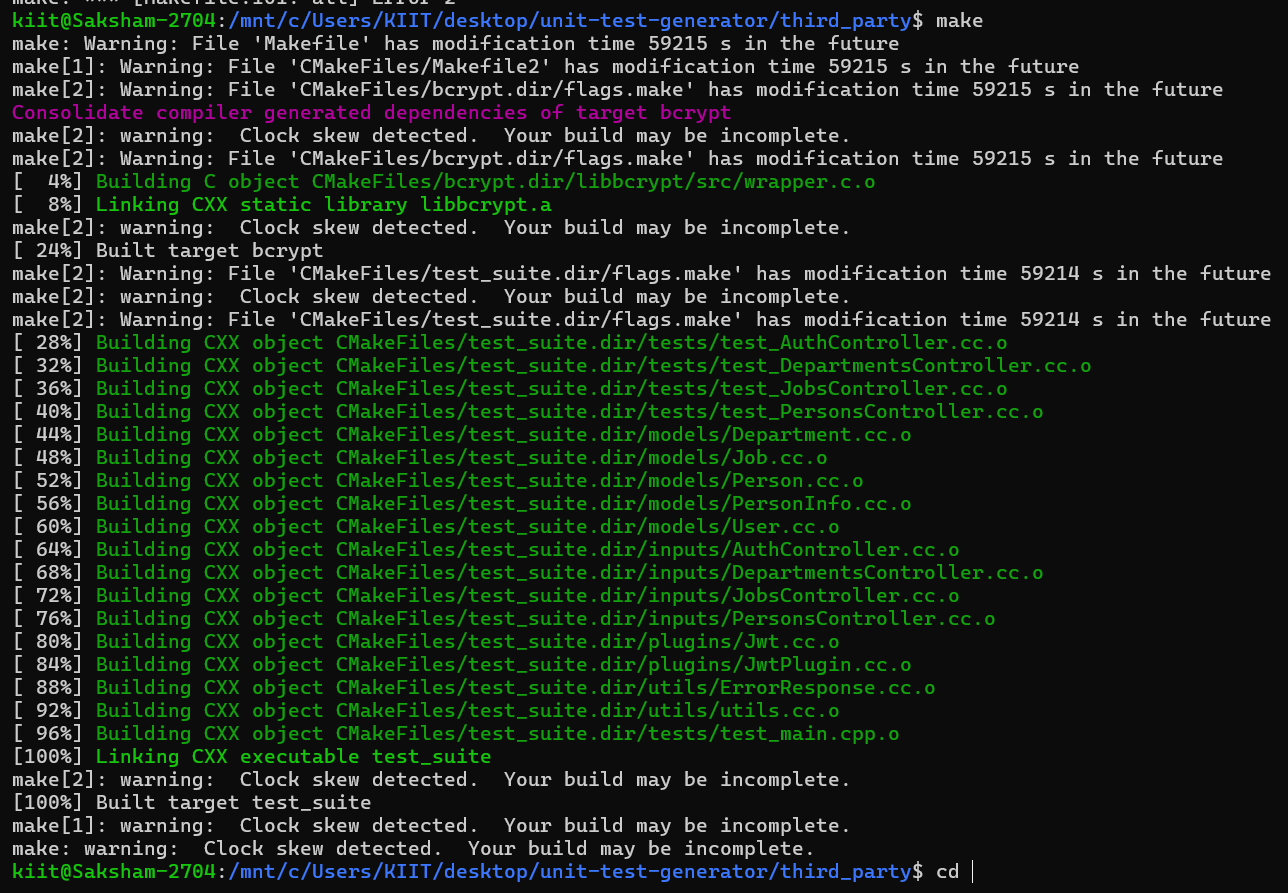 make: *** [Makefile:101: all] Error 2
kiit@Saksham-2704:/mnt/c/Users/KIIT/desktop/unit-test-generator/third_party$ make
make: Warning: File 'Makefile' has modification time 59215 s in the future
make[1]: Warning: File 'CMakeFiles/Makefile2' has modification time 59215 s in the future
make[2]: Warning: File 'CMakeFiles/bcrypt.dir/flags.make' has modification time 59215 s in the future
Consolidate compiler generated dependencies of target bcrypt
make[2]: warning:  Clock skew detected.  Your build may be incomplete.
make[2]: Warning: File 'CMakeFiles/bcrypt.dir/flags.make' has modification time 59215 s in the future
[  4%] Building C object CMakeFiles/bcrypt.dir/libbcrypt/src/wrapper.c.o
[  8%] Linking CXX static library libbcrypt.a
make[2]: warning:  Clock skew detected.  Your build may be incomplete.
[ 24%] Built target bcrypt
make[2]: Warning: File 'CMakeFiles/test_suite.dir/flags.make' has modification time 59214 s in the future
make[2]: warning:  Clock skew detected.  Your build may be incomplete.
make[2]: Warning: File 'CMakeFiles/test_suite.dir/flags.make' has modification time 59214 s in the future
[ 28%] Building CXX object CMakeFiles/test_suite.dir/tests/test_AuthController.cc.o
[ 32%] Building CXX object CMakeFiles/test_suite.dir/tests/test_DepartmentsController.cc.o
[ 36%] Building CXX object CMakeFiles/test_suite.dir/tests/test_JobsController.cc.o
[ 40%] Building CXX object CMakeFiles/test_suite.dir/tests/test_PersonsController.cc.o
[ 44%] Building CXX object CMakeFiles/test_suite.dir/models/Department.cc.o
[ 48%] Building CXX object CMakeFiles/test_suite.dir/models/Job.cc.o
[ 52%] Building CXX object CMakeFiles/test_suite.dir/models/Person.cc.o
[ 56%] Building CXX object CMakeFiles/test_suite.dir/models/PersonInfo.cc.o
[ 60%] Building CXX object CMakeFiles/test_suite.dir/models/User.cc.o
[ 64%] Building CXX object CMakeFiles/test_suite.dir/inputs/AuthController.cc.o
[ 68%] Building CXX object CMakeFiles/test_suite.dir/inputs/DepartmentsController.cc.o
[ 72%] Building CXX object CMakeFiles/test_suite.dir/inputs/JobsController.cc.o
[ 76%] Building CXX object CMakeFiles/test_suite.dir/inputs/PersonsController.cc.o
[ 80%] Building CXX object CMakeFiles/test_suite.dir/plugins/Jwt.cc.o
[ 84%] Building CXX object CMakeFiles/test_suite.dir/plugins/JwtPlugin.cc.o
[ 88%] Building CXX object CMakeFiles/test_suite.dir/utils/ErrorResponse.cc.o
[ 92%] Building CXX object CMakeFiles/test_suite.dir/utils/utils.cc.o
[ 96%] Building CXX object CMakeFiles/test_suite.dir/tests/test_main.cpp.o
[100%] Linking CXX executable test_suite
make[2]: warning:  Clock skew detected.  Your build may be incomplete.
[100%] Built target test_suite
make[1]: warning:  Clock skew detected.  Your build may be incomplete.
make: warning:  Clock skew detected.  Your build may be incomplete.
kiit@Saksham-2704:/mnt/c/Users/KIIT/desktop/unit-test-generator/third_party$ cd